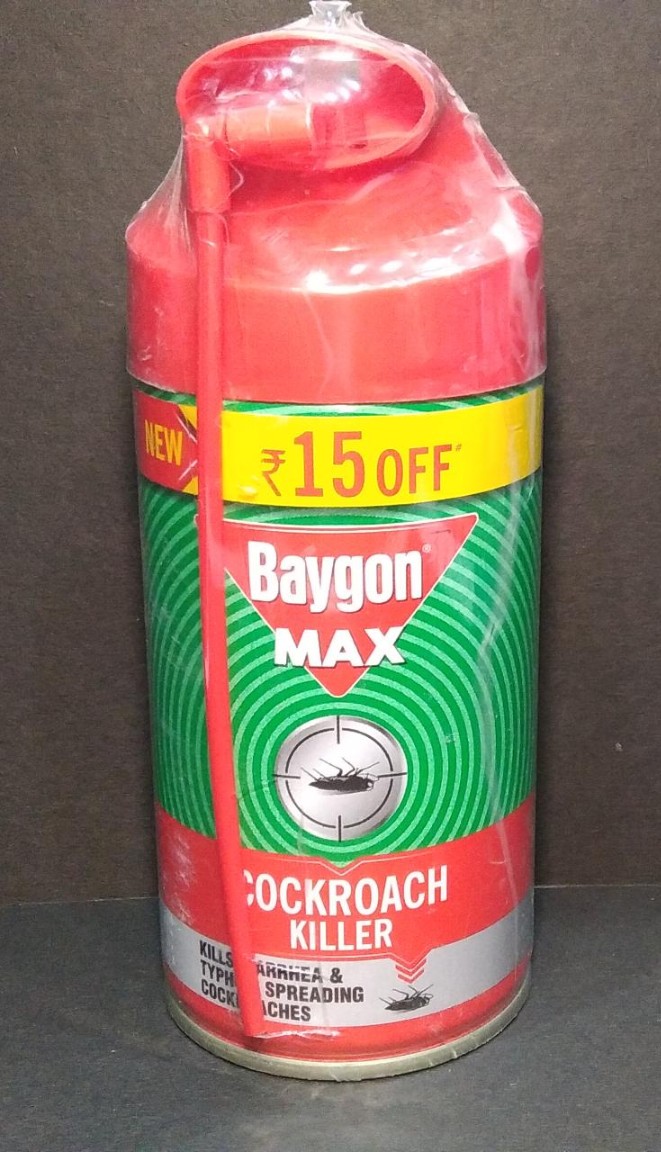 NEW
₹15 OFF#
Baygon®
MAX
COCKROACH
KILLER
KILLS &
SPREADING